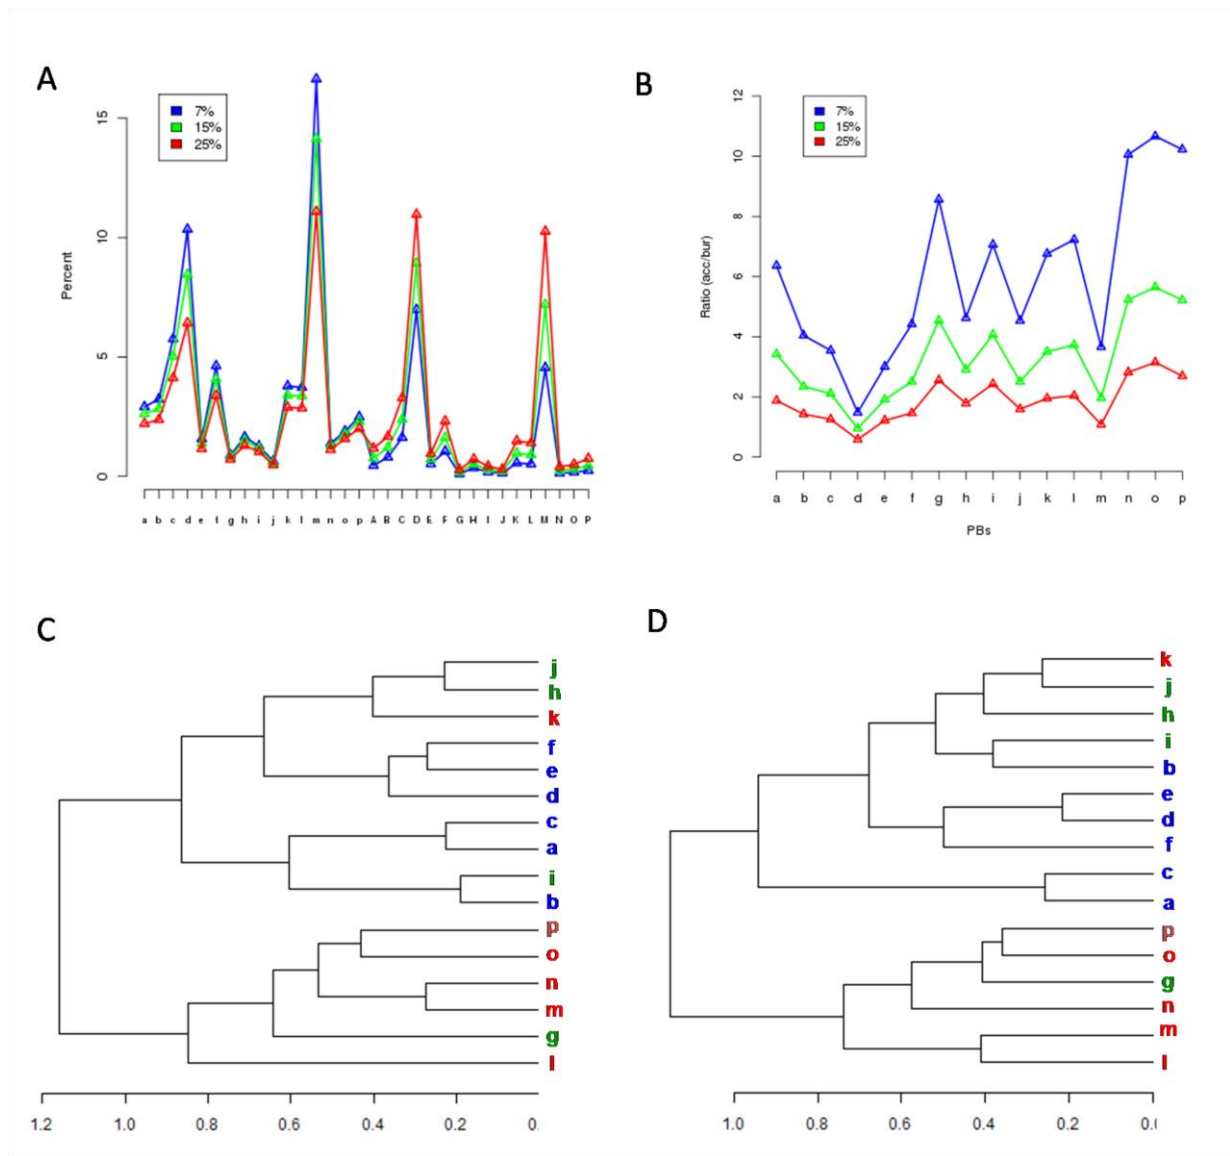 A
7%
15%
25%
Percent
15
10
5
0
a b c d e f g h i j k l m n o p A B C D E F G H I J K L M N O P
B
7%
15%
25%
Ratio (acc/bur)
12
10
8
6
4
2
0
a b c d e f g h i j k l m n o p
PBs
C
j
h
k
f
e
d
c
a
i
b
p
o
n
m
g
l
1.2 1.0 0.8 0.6 0.4 0.2 0.
D
k
j
h
i
b
e
d
f
c
a
p
o
g
n
m
l
1.0 0.8 0.6 0.4 0.2 0.(